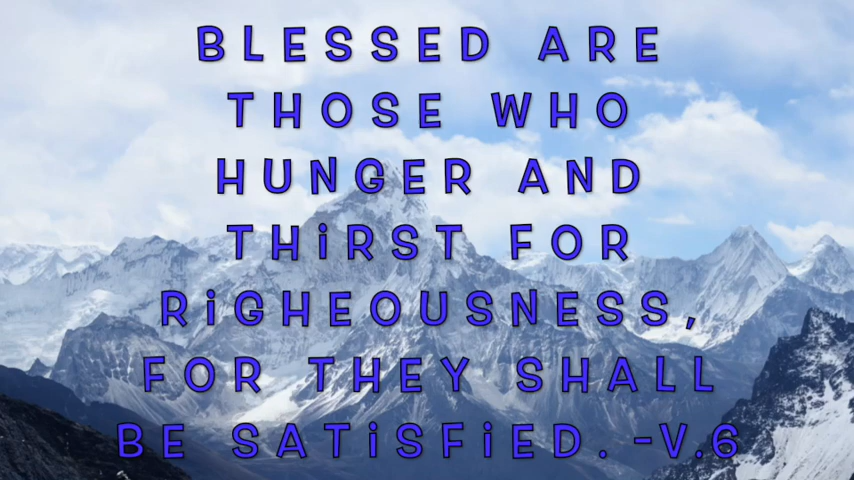 BLESSED ARE
THOSE WHO
HUNGER AND
THiRST FOR
RiGHEOUSNESS,
FOR THEY SHALL
BE SATiSFiED. -V.6